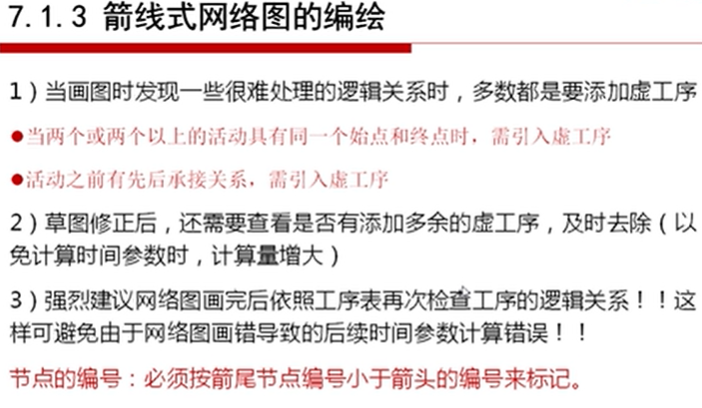 7.1.3 箭线式网络图的编绘
1）当画图时发现一些很难处理的逻辑关系时，多数都是要添加虚工序
●当两个或两个以上的活动具有同一个始点和终点时，需引入虚工序
●活动之前有先后承接关系，需引入虚工序
2）草图修正后，还需要查看是否有添加多余的虚工序，及时去除（以
免计算时间参数时，计算量增大）
3）强烈建议网络图画完后依照工序表再次检查工序的逻辑关系！！这
样可避免由于网络图画错导致的后续时间参数计算错误！！
节点的编号：必须按箭尾节点编号小于箭头的编号来标记。